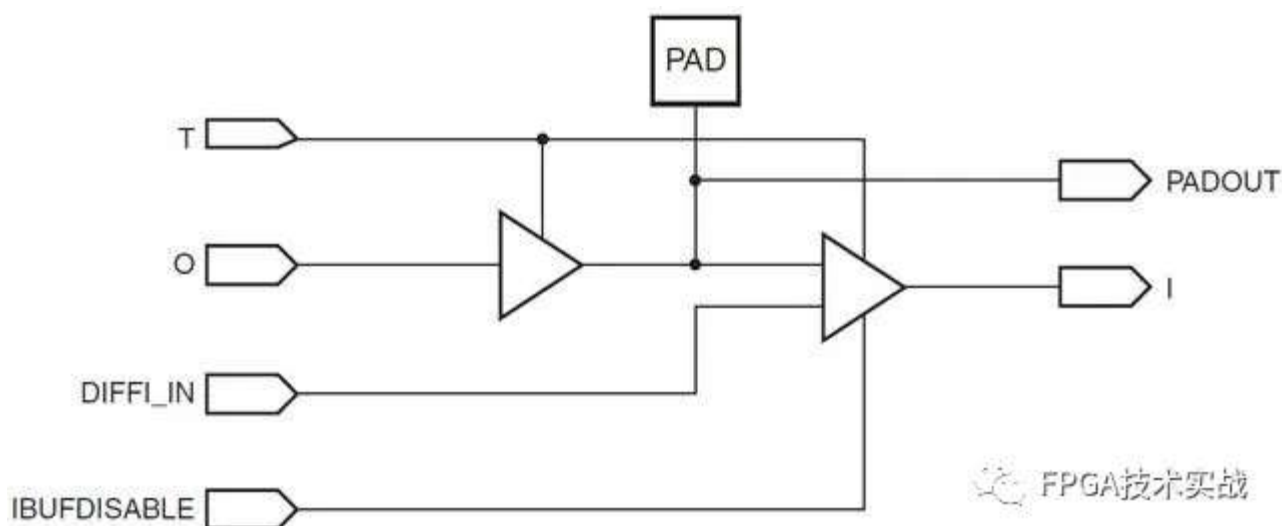 PAD
T
PADOUT
O
I
DIFFI_IN
IBUFDISABLE
FPGA技术实战